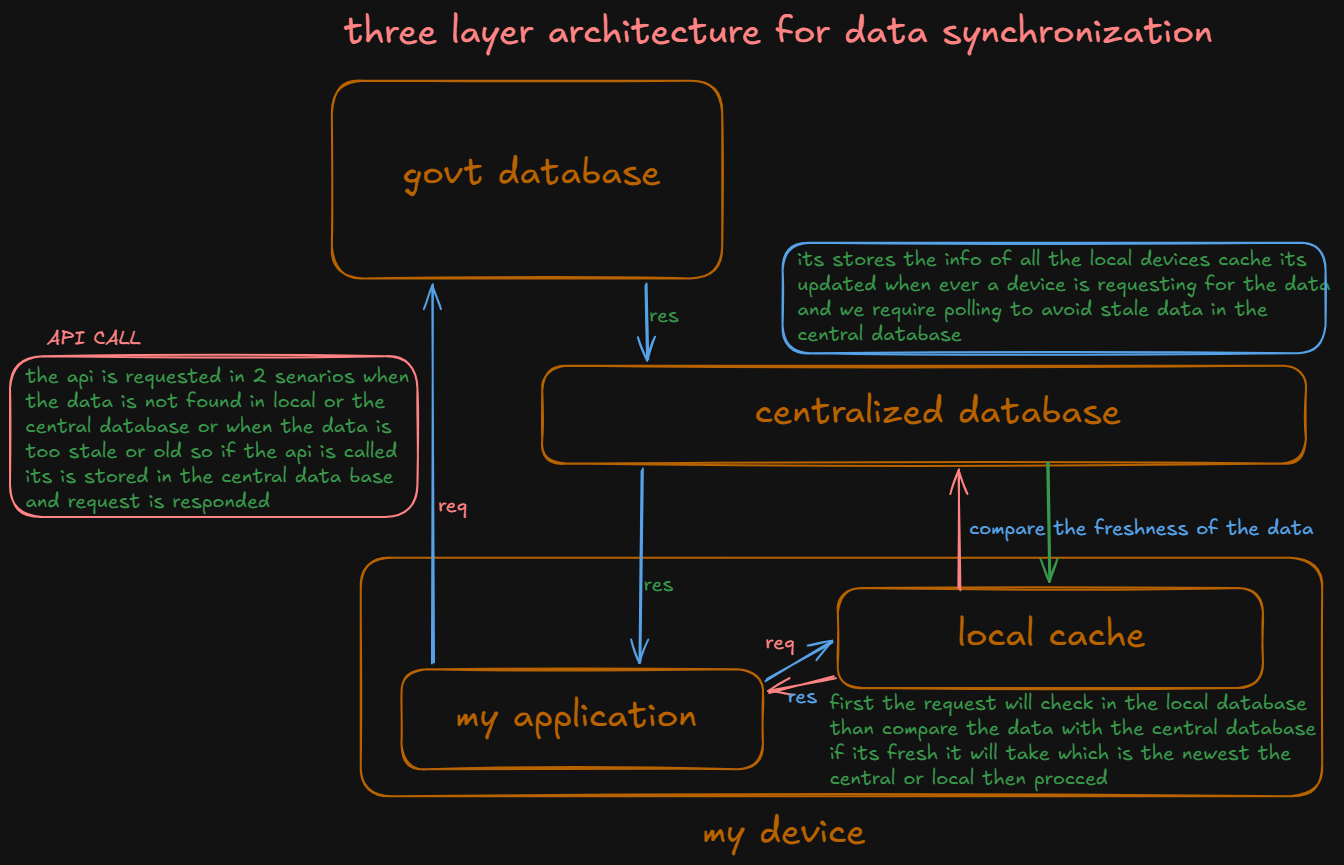 three layer architecture for data synchronization
govt database
its stores the info of all the local devices cache its
updated when ever a device is requesting for the data
and we require polling to avoid stale data in the
central database
res
API CALL
the api is requested in 2 senarios when
the data is not found in local or the
central database or when the data is
too stale or old so if the api is called
its is stored in the central data base
and request is responded
centralized database
req
compare the freshness of the data
res
local cache
req
res
my application
first the request will check in the local database
than compare the data with the central database
if its fresh it will take which is the newest the
central or local then procced
my device